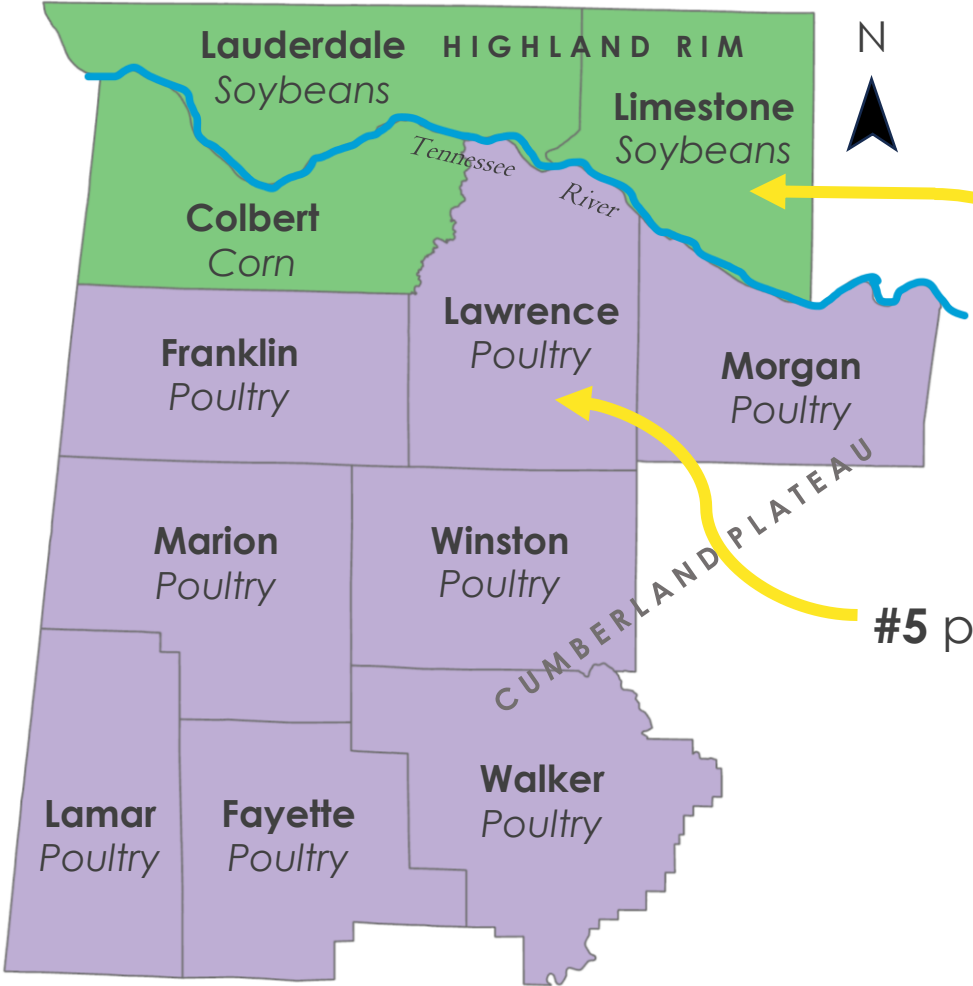 Lauderdale
Soybeans
HIGHLAND RIM
N
Limestone
Soybeans
Tennessee
River
Colbert
Corn
Lawrence
Poultry
Franklin
Poultry
Morgan
Poultry
CUMBERLAND PLATEAU
Marion
Poultry
Winston
Poultry
#5 p
Walker
Poultry
Lamar
Poultry
Fayette
Poultry